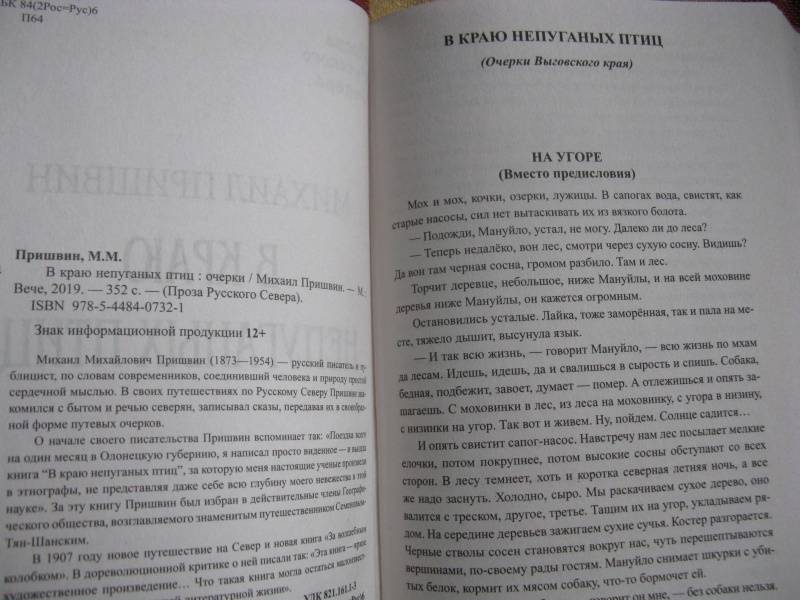 БК 84(2Рос=Рус)6
П64
Пришвин, М.М.
В краю непуганых птиц : очерки / Михаил Пришвин. — М. :
Вече, 2019. — 352 с. — (Проза Русского Севера).
ISBN 978-5-4484-0732-1
Знак информационной продукции 12+
Михаил Михайлович Пришвин (1873—1954) — русский писатель и пу-
блицист, по словам современников, соединивший человека и природу простой
сердечной мыслью. В своих путешествиях по Русскому Северу Пришвин зна-
комился с бытом и речью северян, записывал сказы, передавая их в своеобраз-
ной форме путевых очерков.
О начале своего писательства Пришвин вспоминает так: «Поездка всего
на один месяц в Олонецкую губернию, я написал просто виденное — и вышла
книга “В краю непуганых птиц”, за которую меня настоящие ученые произвели
в этнографы, не представляя даже себе всю глубину моего невежества в этой
науке». За эту книгу Пришвин был избран в действительные члены Географи-
ческого общества, возглавляемого знаменитым путешественником Семеновым-
Тян-Шанским.
В 1907 году новое путешествие на Север и новая книга «За волшебным
колобком». В дореволюционной критике о ней писали так: «Эта книга —
художественное произведение… Что такая книга могла остаться
литературной жизни».
УДК 821.161.1-3
В КРАЮ НЕПУГАНЫХ ПТИЦ
(Очерки Выговского края)
НА УГОРЕ
(Вместо предисловия)
Мох и мох, кочки, озерки, лужицы. В сапогах вода, свистят, как
старые насосы, сил нет вытаскивать их из вязкого болота.
— Подожди, Мануйло, устал, не могу. Далеко ли до леса?
— Теперь недалёко, вон лес, смотри через сухую сосну. Видишь?
Да вон там черная сосна, громом разбило. Там и лес.
Торчит деревце, небольшое, ниже Мануйлы, и на всей моховине
деревья ниже Мануйлы, он кажется огромным.
Остановились усталые. Лайка, тоже заморённая, так и пала на ме-
сте, тяжело дышит, высунула язык.
— И так всю жизнь, — говорит Мануйло, — всю жизнь по мхам
да лесам. Идешь, идешь, да и свалишься в сырость и спишь. Собака,
бедная, подбежит, завоет, думает — помер. А отлежишься и опять за-
шагаешь. С моховинки в лес, из леса на моховинку, с угора в низину,
с низинки на угор. Так вот и живем. Ну, пойдем. Солнце садится…
И опять свистит сапог-насос. Навстречу нам лес посылает мелкие
елочки, потом покрупнее, потом высокие сосны обступают со всех
сторон. В лесу темнеет, хоть и коротка северная летняя ночь, а все
же надо заснуть. Холодно, сыро. Мы раскачиваем сухое дерево, оно
валится с треском, другое, третье. Тащим их на угор, укладываем ря-
дом. На середине деревьев зажигаем сухие сучья. Костер разгорается.
Черные стволы сосен становятся вокруг нас, чуть перешептываются
вершинами, по-своему рады гостям. Мануйло снимает шкурки с уби-
тых белок, кормит их мясом собаку, что-то бормочет ей.
говорит он мне, — без собаки нельзя.